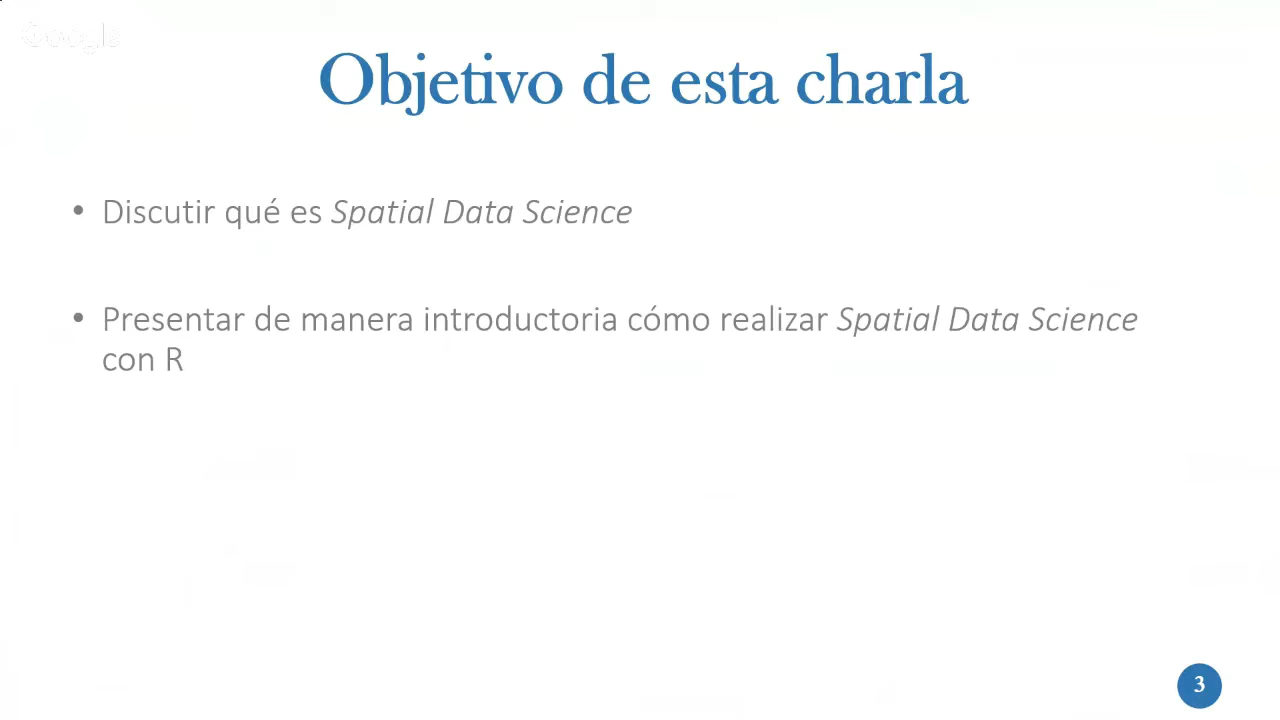 Google
Objetivo de esta charla
• Discutir qué es Spatial Data Science
• Presentar de manera introductoria cómo realizar Spatial Data Science
con R
3